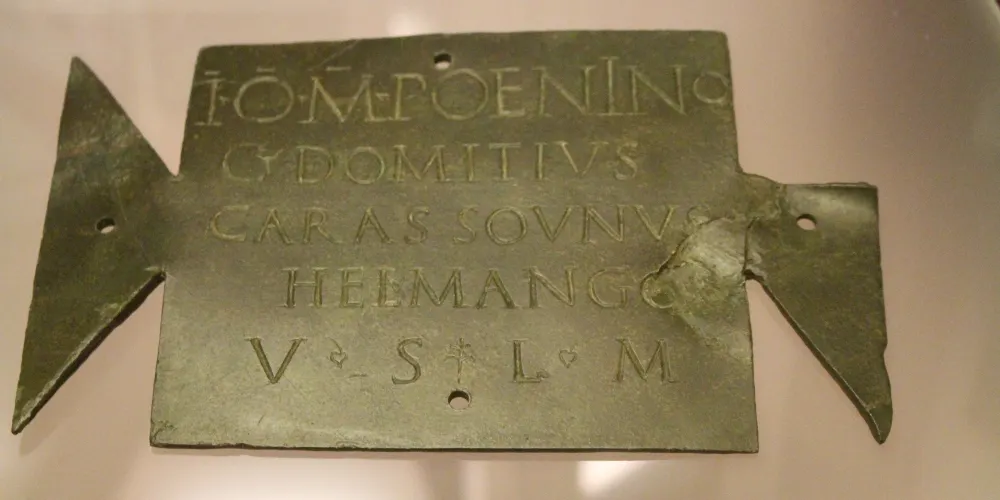 I·O·M·POENINO
C·DOMITIVS
CARASSOVNVS
HELMANGO
V S L M